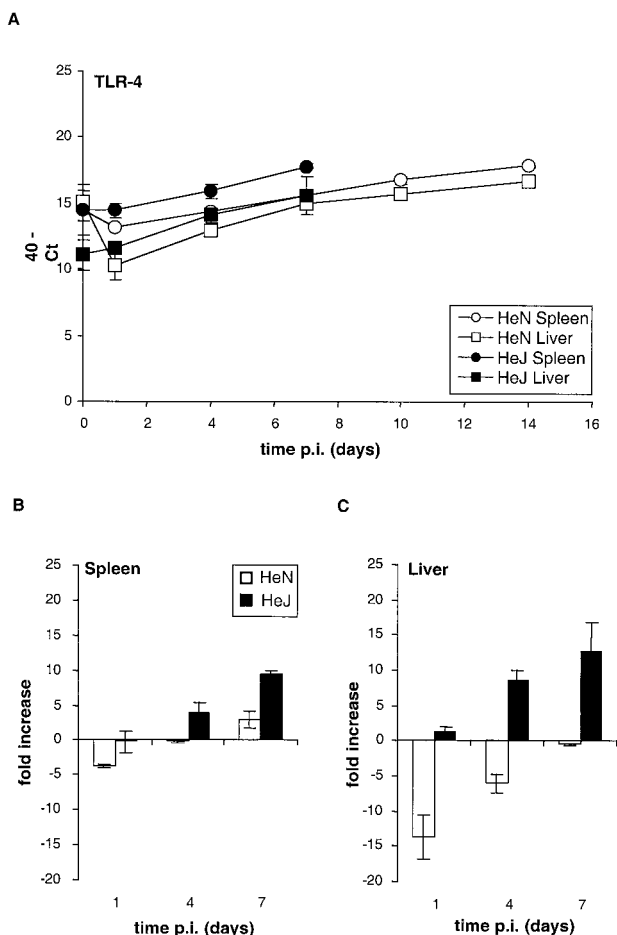 A
TLR-4
25
20
15
10
5
0
40 -
Ct
0 2 4 6 8 10 12 14 16
time p.i. (days)
HeN Spleen
HeN Liver
HeJ Spleen
HeJ Liver
B
Spleen
HeN
HeJ
25
20
15
10
5
0
-5
-10
-15
-20
fold increase
1 4 7
time p.i. (days)
C
Liver
25
20
15
10
5
0
-5
-10
-15
-20
fold increase
1 4 7
time p.i. (days)